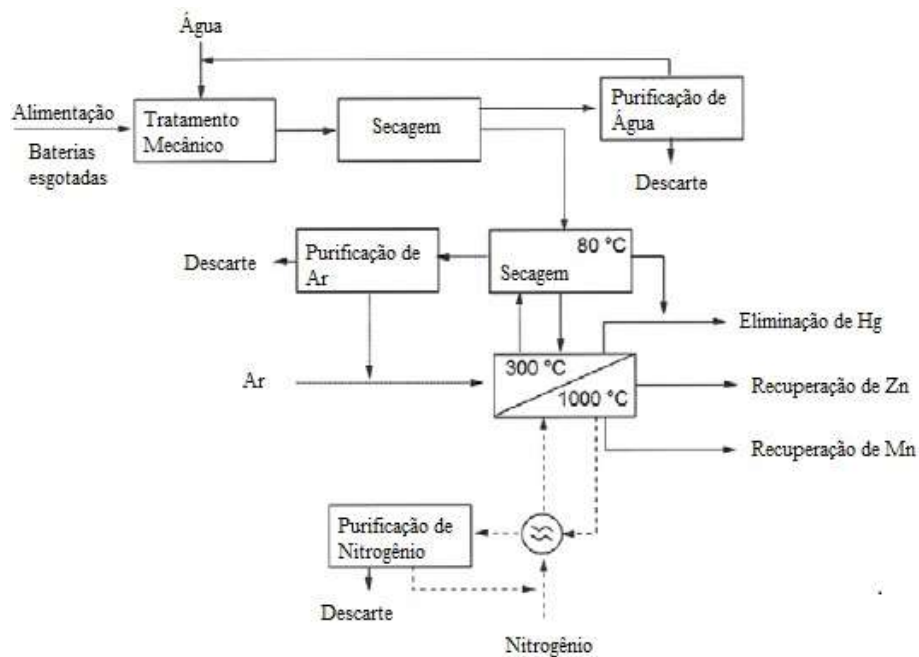 Água
Alimentação
Baterias
esgotadas
Tratamento
Mecânico
Secagem
Purificação de
Água
Descarte
Descarte
Purificação de
Ar
80 °C
Secagem
Eliminação de Hg
Ar
300 °C
1000 °C
Recuperação de Zn
Recuperação de Mn
Purificação de
Nitrogênio
Descarte
Nitrogênio